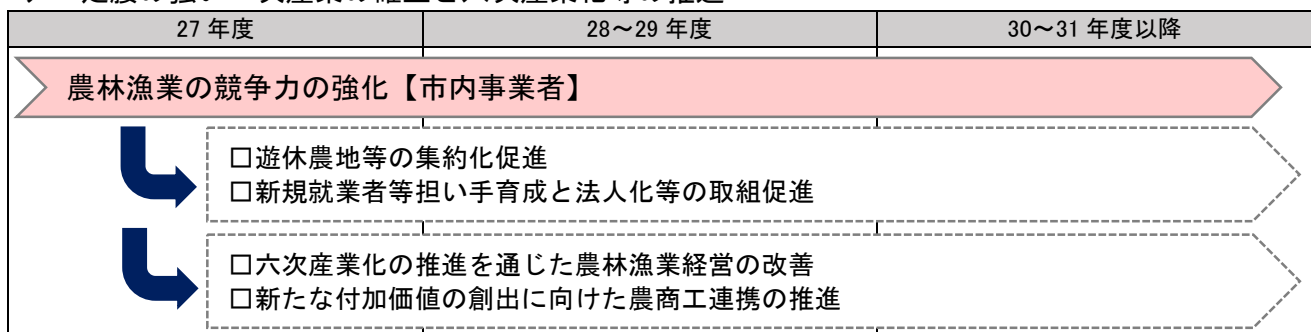 27 年度
28～29 年度
30～31 年度以降
農林漁業の競争力の強化【市内事業者】
□遊休農地等の集約化促進
□新規就業者等担い手育成と法人化等の取組促進
□六次産業化の推進を通じた農林漁業経営の改善
□新たな付加価値の創出に向けた農商工連携の推進